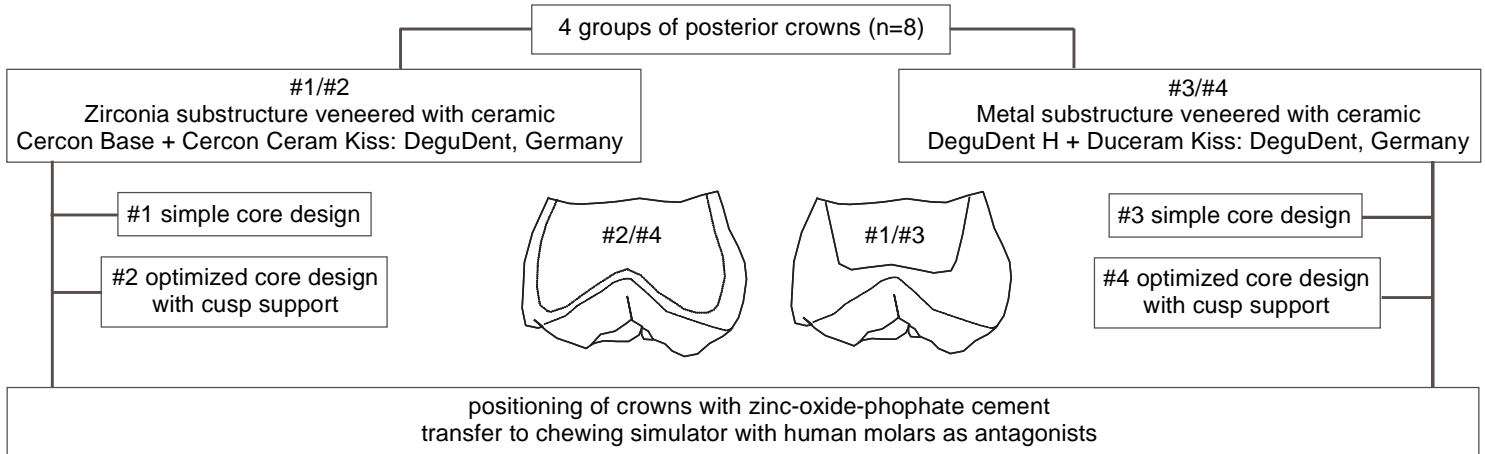 4 groups of posterior crowns (n=8)
#1/#2
Zirconia substructure veneered with ceramic
Cercon Base + Cercon Ceram Kiss: DeguDent, Germany
#3/#4
Metal substructure veneered with ceramic
DeguDent H + Duceram Kiss: DeguDent, Germany
#1 simple core design
#2 optimized core design
with cusp support
#2/#4
#1/#3
#3 simple core design
#4 optimized core design
with cusp support
positioning of crowns with zinc-oxide-phophate cement
transfer to chewing simulator with human molars as antagonists